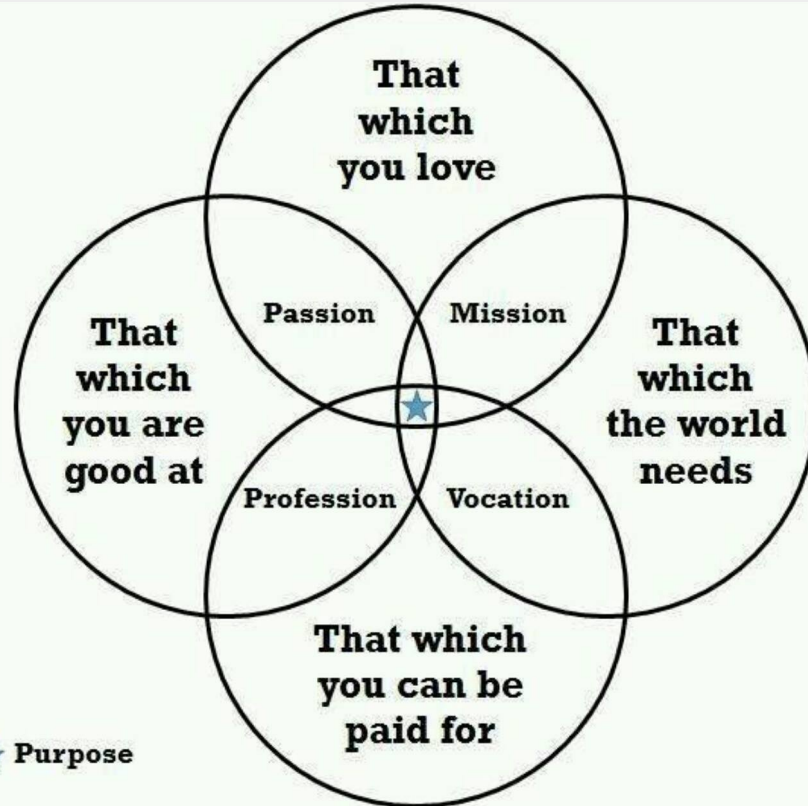 That
which
you love
Passion
Mission
That
which
you are
good at
That
which
the world
needs
Profession
Vocation
That which
you can be
paid for
Purpose